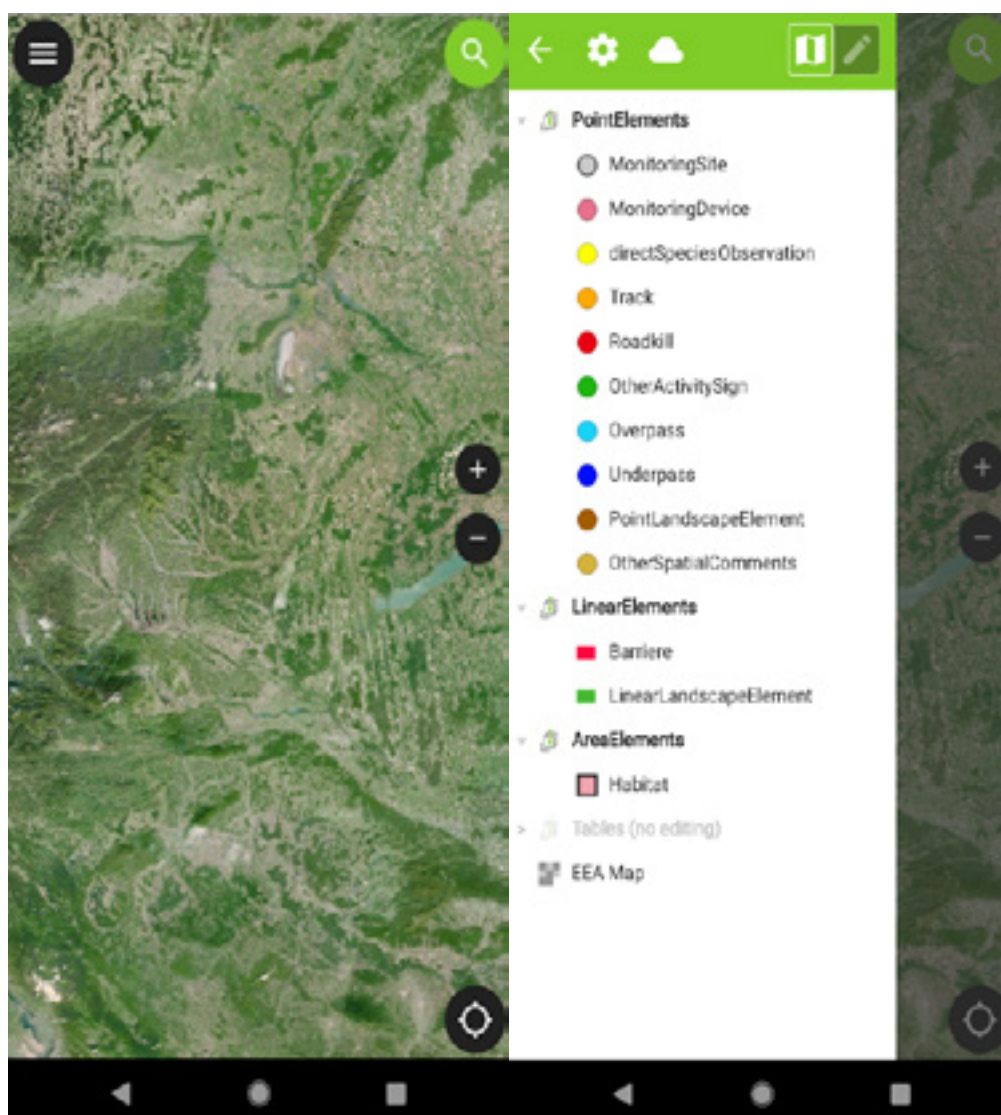 PointElements
MonitoringSite
MonitoringDevice
directSpeciesObservation
Track
Roadkill
OtherActivitySign
Overpass
Underpass
PointLandscapeElement
OtherSpatialComments
LinearElements
Barriere
LinearLandscapeElement
AreaElements
Habitat
Tables (no editing)
EEA Map